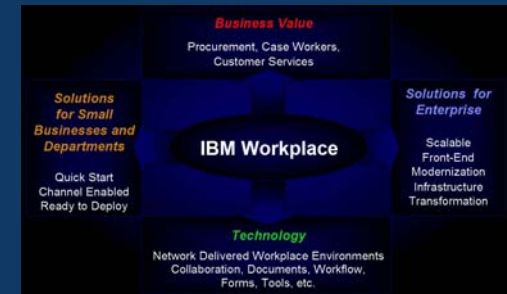 Business Value
Procurement, Case Workers,
Customer Services
Solutions
for Small
Businesses and
Departments
Quick Start
Channel Enabled
Ready to Deploy
IBM Workplace
Solutions for
Enterprise
Scalable
Front-End
Modernization
Infrastructure
Transformation
Technology
Network Delivered Workplace Environments
Collaboration, Documents, Workflow,
Forms, Tools, etc.